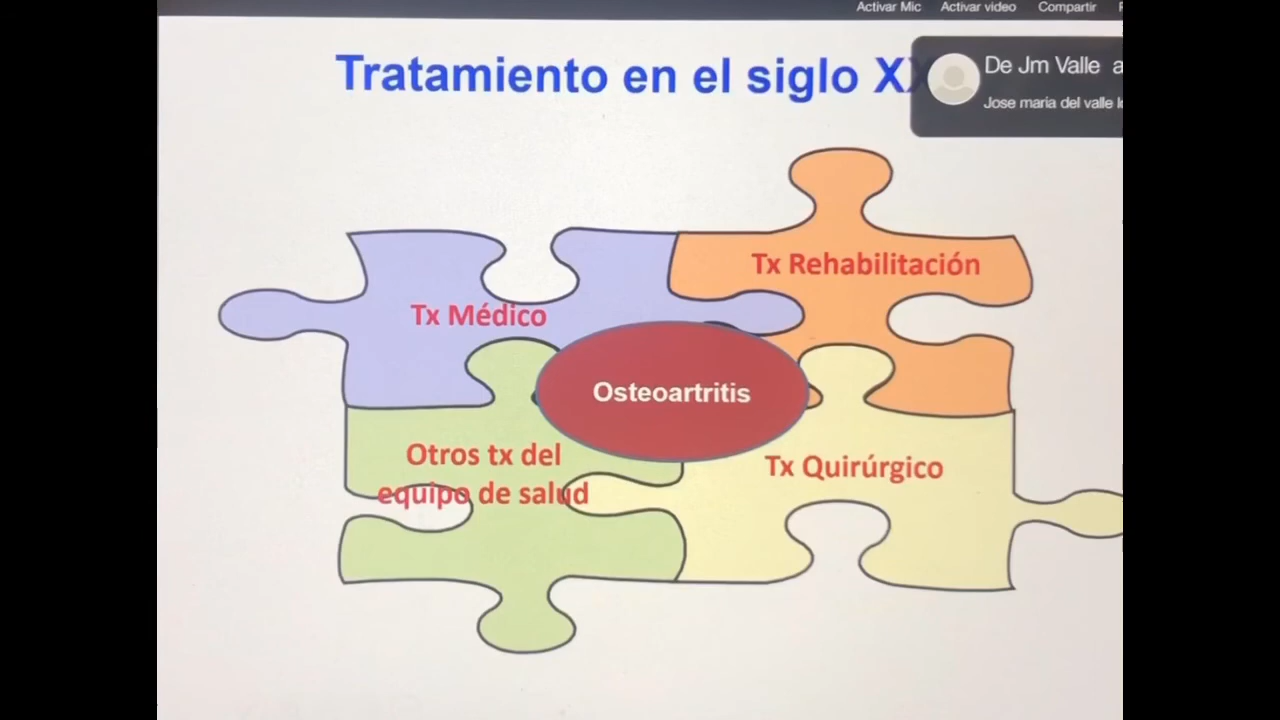 Activar Mic Activar video Compartir
Tratamiento en el siglo
De Jm Valle a
Jose maria del valle
Tx Rehabilitación
Tx Médico
Osteoartritis
Otros tx del
equipo de salud
Tx Quirúrgico